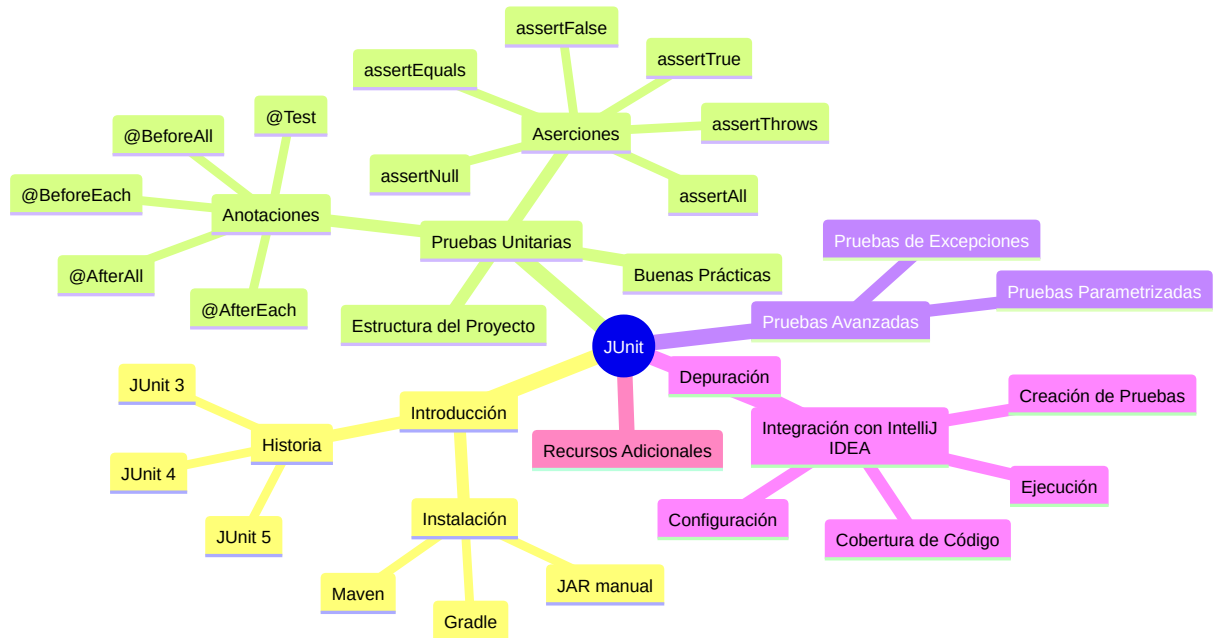 assertFalse
assertTrue
assertEquals
@Test
@BeforeAll
Aserciones
assertThrows
assertNull
@BeforeEach
assertAll
Anotaciones
Pruebas Unitarias
Pruebas de Excepciones
@AfterAll
Buenas Prácticas
Pruebas Parametrizadas
@AfterEach
Estructura del Proyecto
Pruebas Avanzadas
JUnit
Depuración
JUnit 3
Introducción
Creación de Pruebas
Historia
Integración con IntelliJ
IDEA
Recursos Adicionales
JUnit 4
Ejecución
Instalación
Configuración
JUnit 5
Cobertura de Código
Maven
JAR manual
Gradle